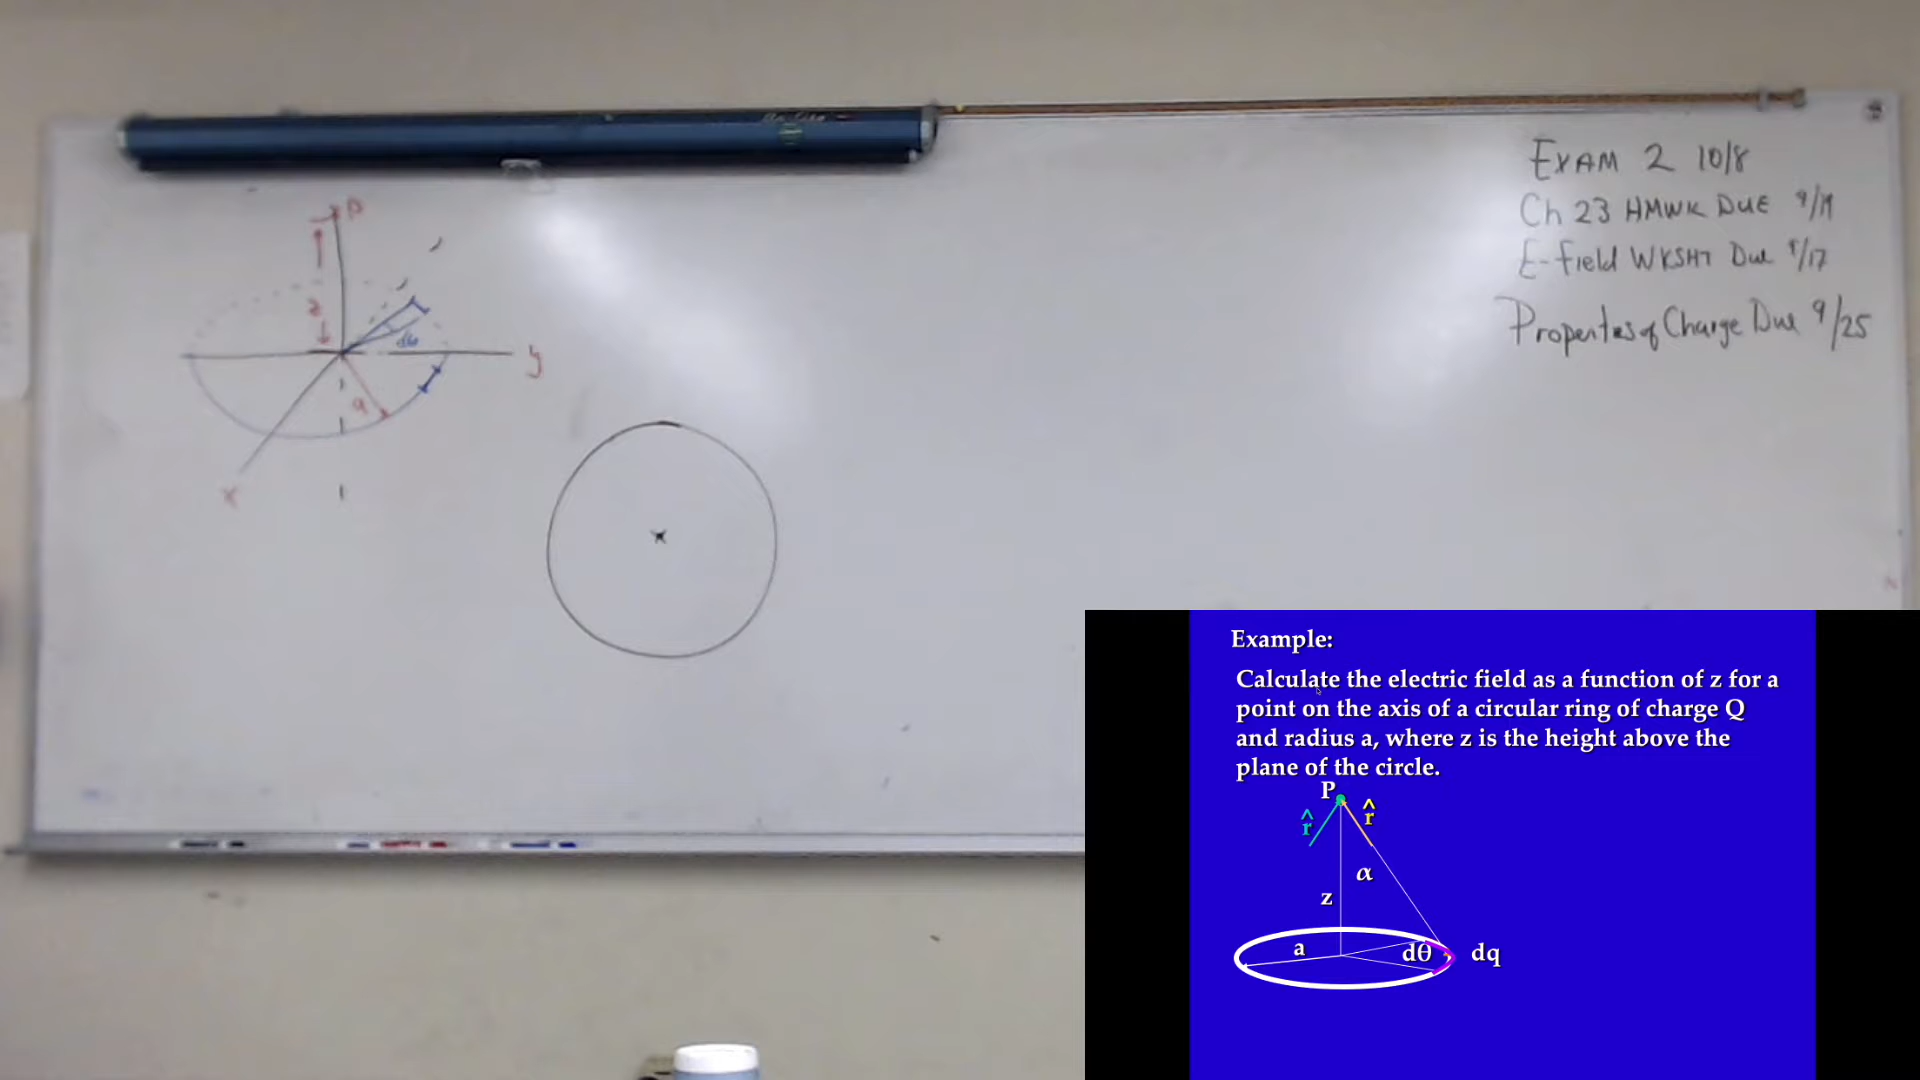 EXAM 2 10/8
Ch 23 HMWK DUE 9/19
E-field WKSHT Due 9/17
Properties of Charge Due 9/25
P
z
dθ
y
a
x
Example:
Calculate the electric field as a function of z for a
point on the axis of a circular ring of charge Q
and radius a, where z is the height above the
plane of the circle.
P
r̂ r̂
α
z
a dθ dq